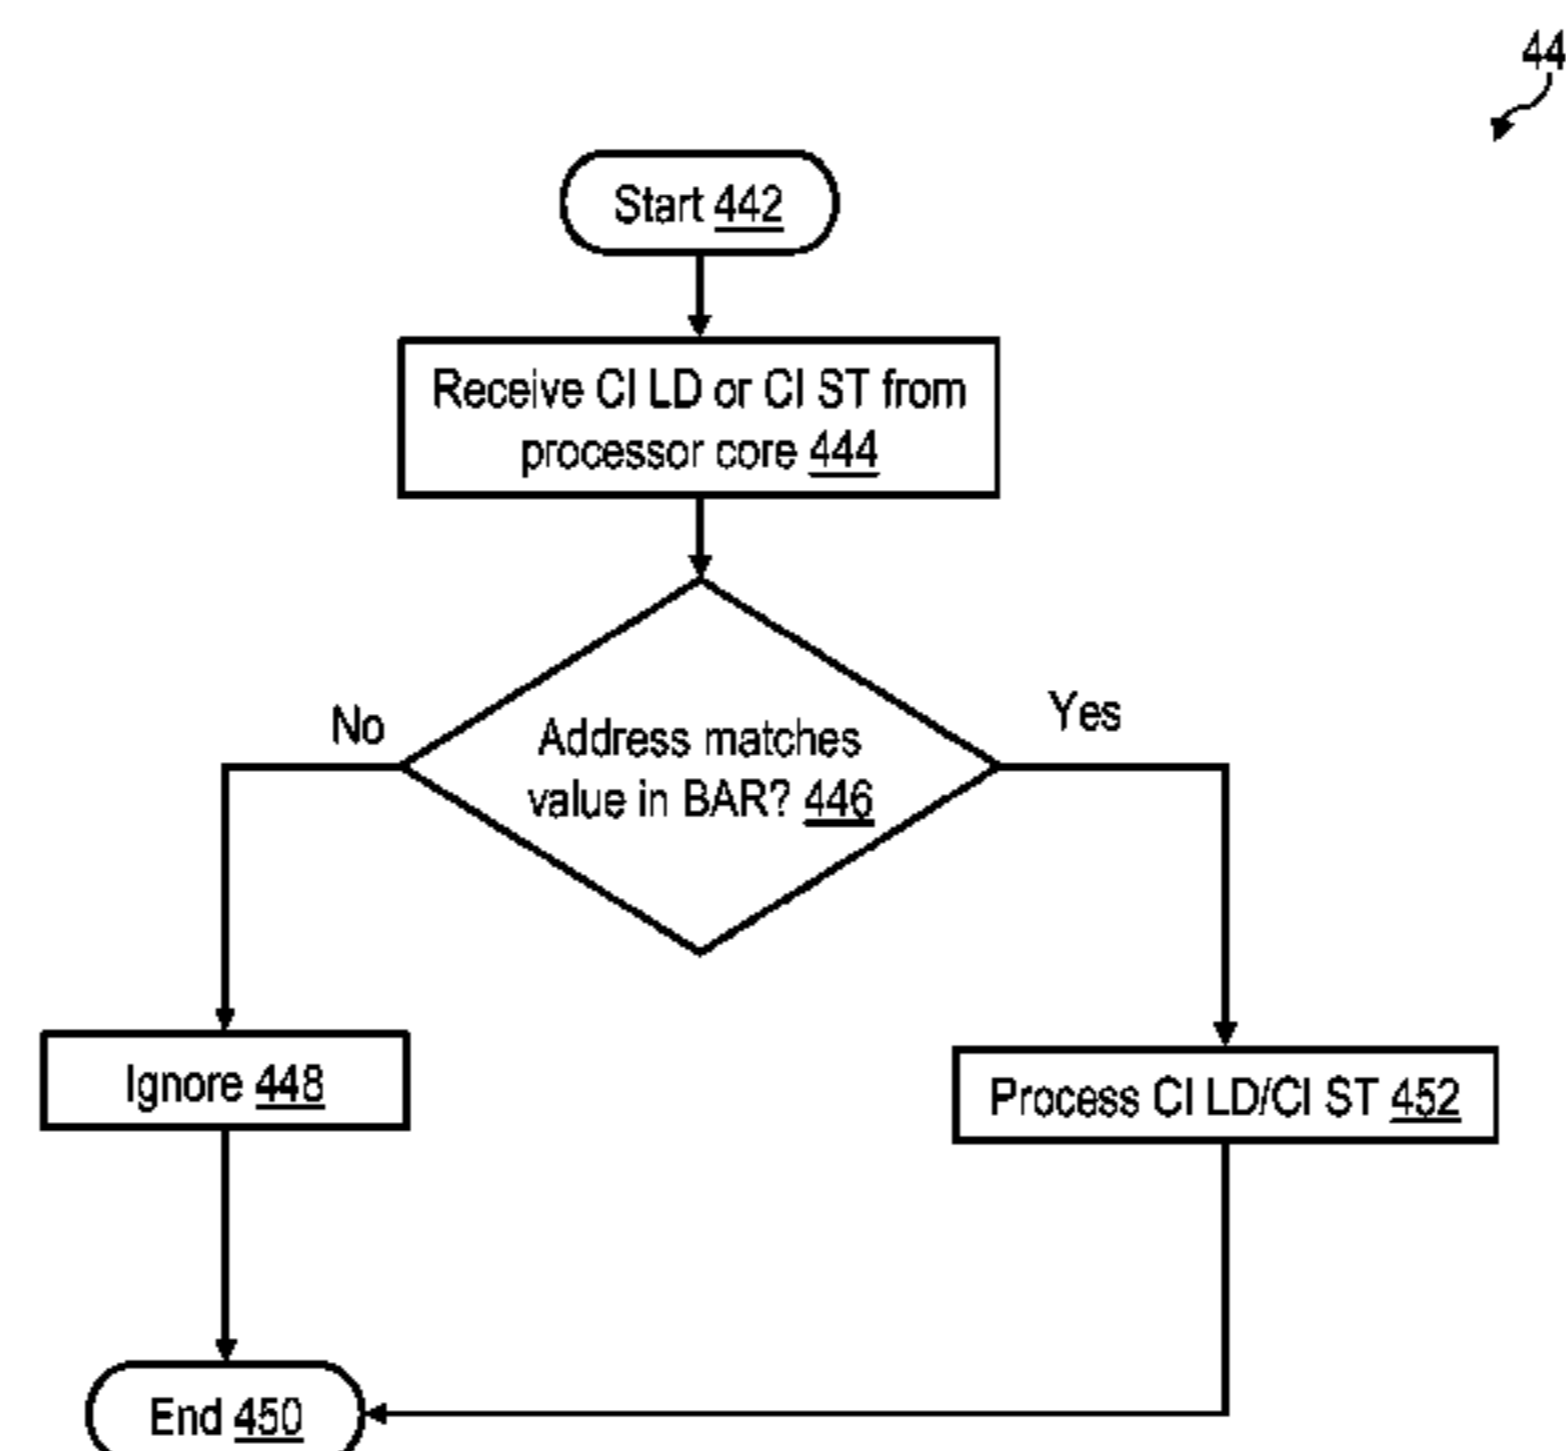 44
Start 442
Receive CI LD or CI ST from
processor core 444
No
Yes
Address matches
value in BAR? 446
Ignore 448
Process CI LD/CI ST 452
End 450